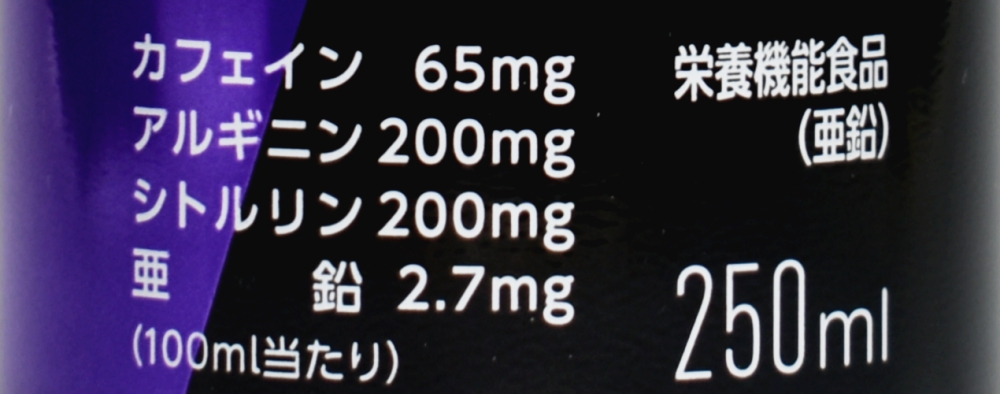 カフェイン 65mg
アルギニン 200mg
シトルリン 200mg
亜鉛 2.7mg
(100ml当たり)
栄養機能食品
(亜鉛)
250ml